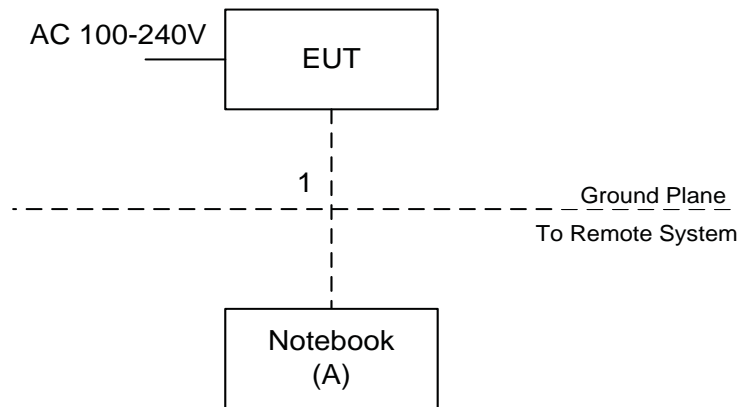 AC 100-240V
EUT
1
Ground Plane
To Remote System
Notebook
(A)